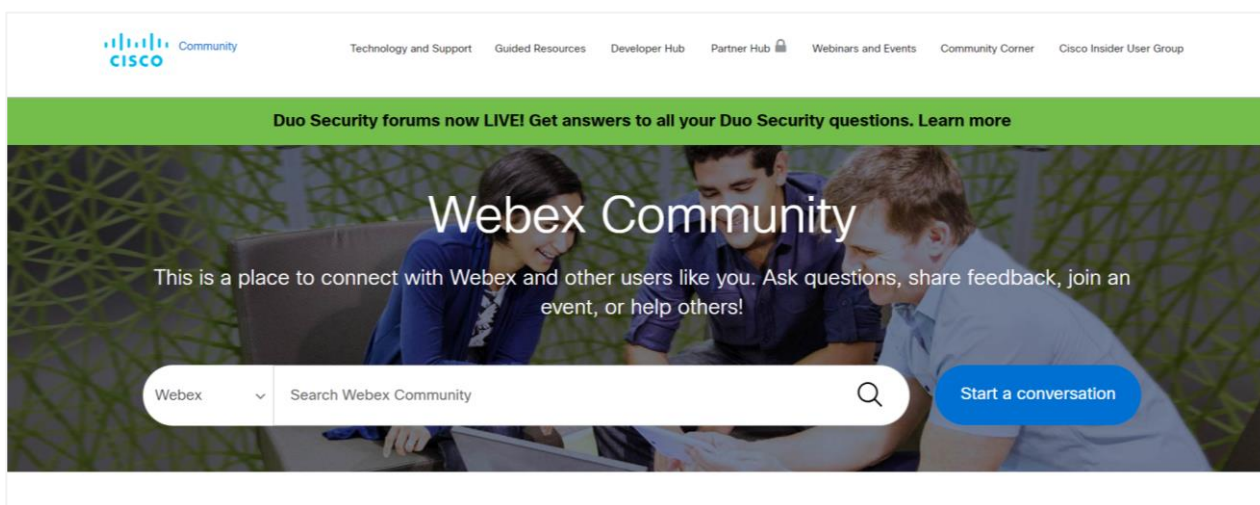 CISCO
Community
Technology and Support
Guided Resources
Developer Hub
Partner Hub
Webinars and Events
Community Corner
Cisco Insider User Group
Duo Security forums now LIVE! Get answers to all your Duo Security questions. Learn more
Webex Community
This is a place to connect with Webex and other users like you. Ask questions, share feedback, join an
event, or help others!
Webex
Search Webex Community
Start a conversation